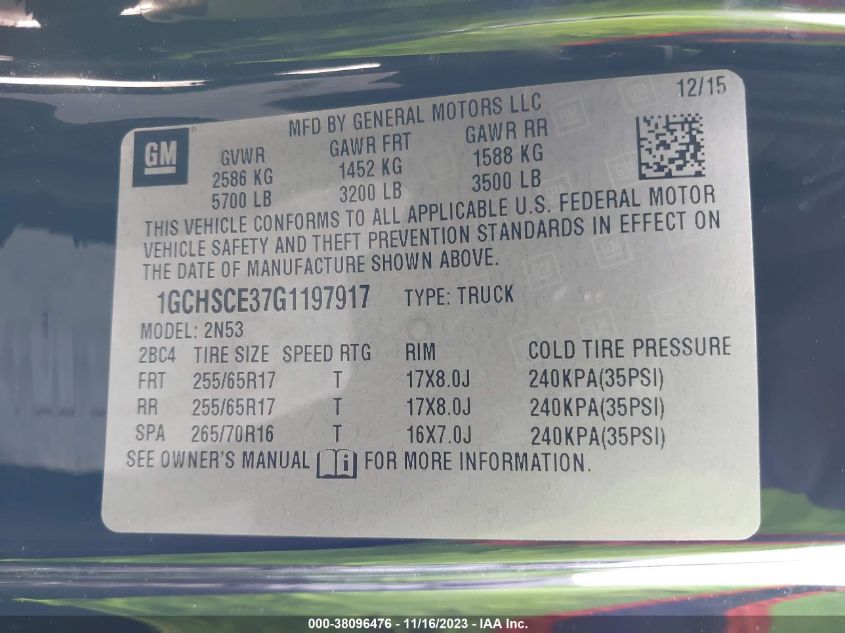 12/15
MFD BY GENERAL MOTORS LLC
GM
GVWR GAWR FRT GAWR RR
2586 KG 1452 KG 1588 KG
5700 LB 3200 LB 3500 LB
THIS VEHICLE CONFORMS TO ALL APPLICABLE U.S. FEDERAL MOTOR
VEHICLE SAFETY AND THEFT PREVENTION STANDARDS IN EFFECT ON
THE DATE OF MANUFACTURE SHOWN ABOVE.
1GCHSCE37G1197917 TYPE: TRUCK
MODEL: 2N53
2BC4 TIRE SIZE SPEED RTG RIM COLD TIRE PRESSURE
FRT 255/65R17 T 17X8.0J 240KPA(35PSI)
RR 255/65R17 T 17X8.0J 240KPA(35PSI)
SPA 265/70R16 T 16X7.0J 240KPA(35PSI)
SEE OWNER'S MANUAL FOR MORE INFORMATION.
000-38096476 - 11/16/2023 - IAA Inc.